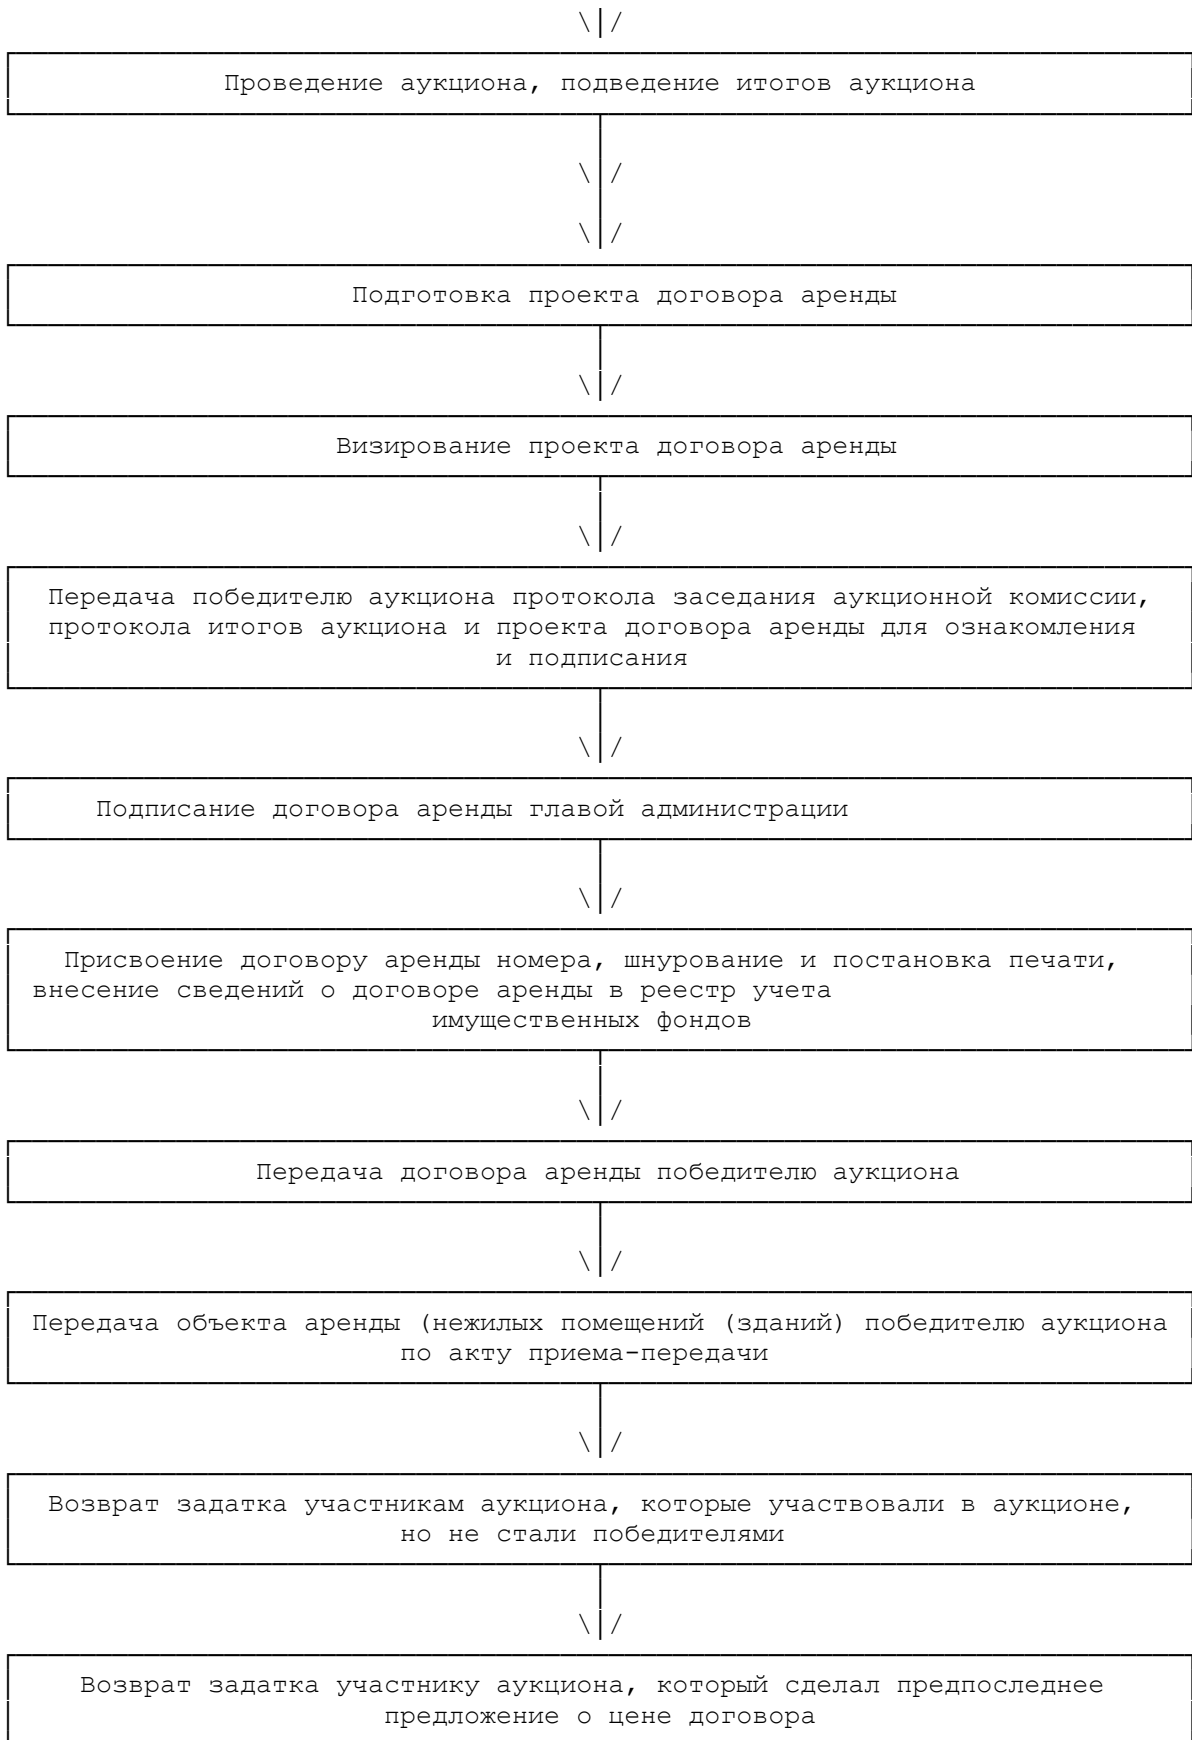 Проведение аукциона, подведение итогов аукциона
Подготовка проекта договора аренды
Визирование проекта договора аренды
Передача победителю аукциона протокола заседания аукционной комиссии,
протокола итогов аукциона и проекта договора аренды для ознакомления
и подписания
Подписание договора аренды главой администрации
Присвоение договору аренды номера, шнурование и постановка печати,
внесение сведений о договоре аренды в реестр учета
имущественных фондов
Передача договора аренды победителю аукциона
Передача объекта аренды (нежилых помещений (зданий) победителю аукциона
по акту приема-передачи
Возврат задатка участникам аукциона, которые участвовали в аукционе,
но не стали победителями
Возврат задатка участнику аукциона, который сделал предпоследнее
предложение о цене договора